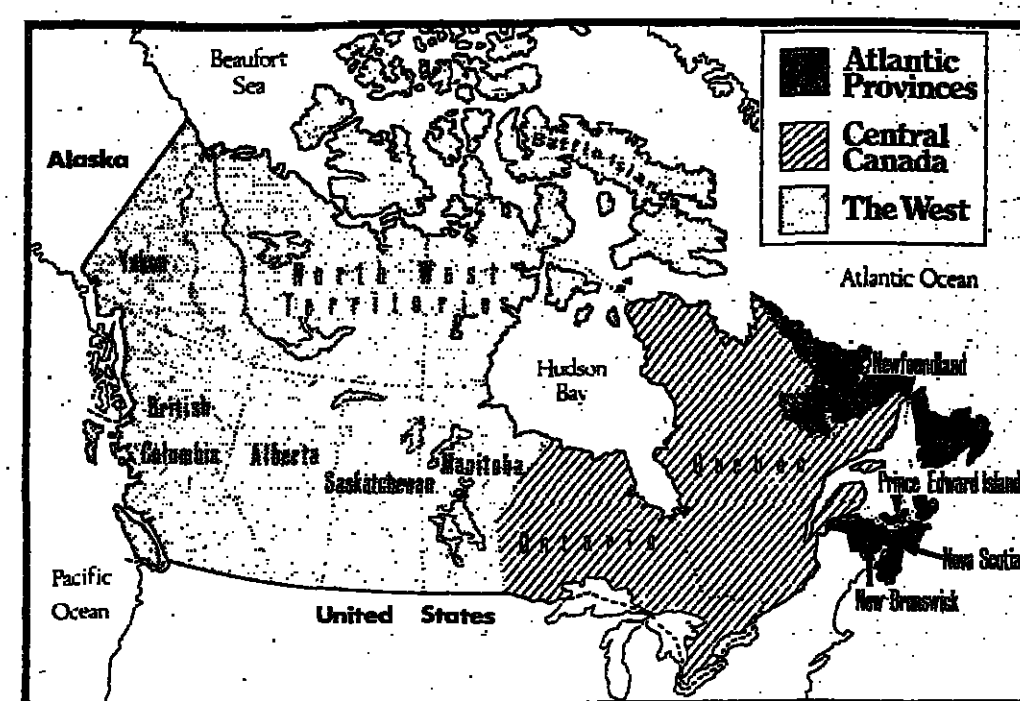 Beaufort
Sea
Alaska
Baffin Island
Atlantic
Provinces
Central
Canada
The West
Atlantic Ocean
Yukon
North West
Territories
Hudson
Bay
Newfoundland
British
Columbia
Alberta
Saskatchewan
Manitoba
Quebec
Ontario
Prince Edward Island
Nova Scotia
New Brunswick
Pacific
Ocean
United States